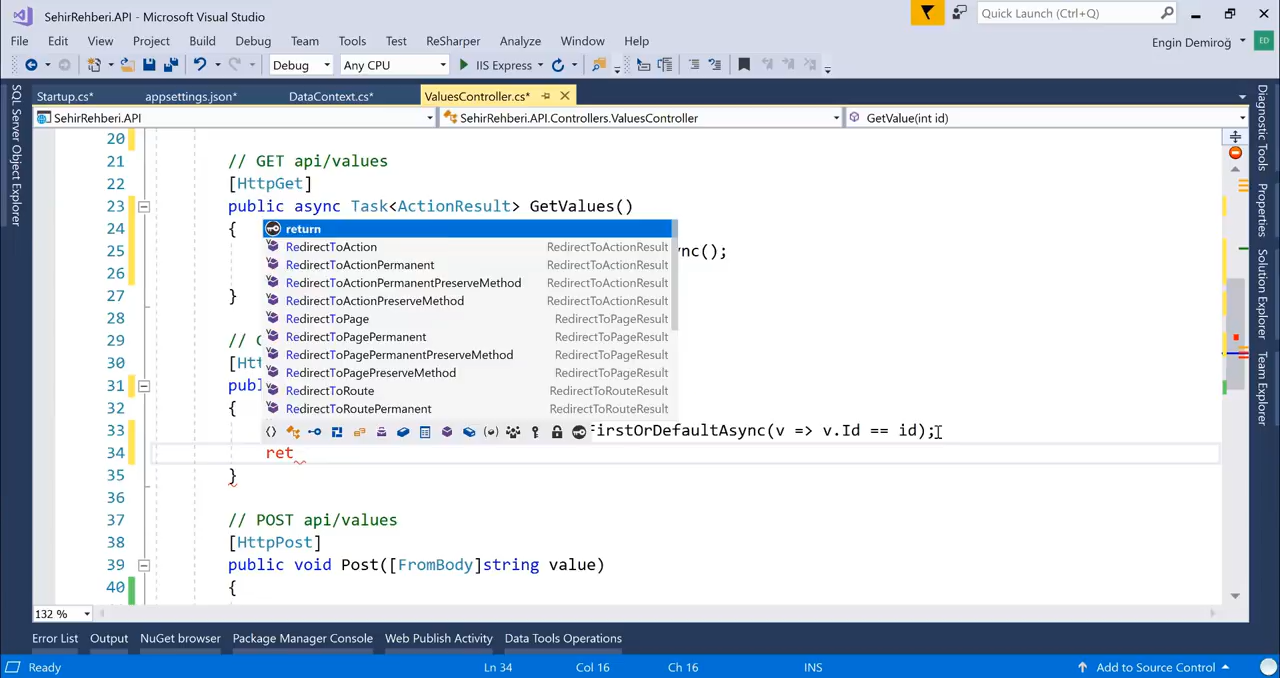 SehirRehberi.API - Microsoft Visual Studio
Quick Launch (Ctrl+Q)
File Edit View Project Build Debug Team Tools Test ReSharper Analyze Window Help
Engin Demiroğ
ED
Debug Any CPU IIS Express
Startup.cs* appsettings.json* DataContext.cs* ValuesController.cs*
SehirRehberi.API SehirRehberi.API.Controllers.ValuesController GetValue(int id)
SQL Server Object Explorer
Diagnostic Tools
Properties
Solution Explorer
Team Explorer
20
21 // GET api/values
22 [HttpGet]
23 public async Task<ActionResult> GetValues()
24 {
return
RedirectToAction RedirectToActionResult
25 nc();
RedirectToActionPermanent RedirectToActionResult
26
RedirectToActionPermanentPreserveMethod RedirectToActionResult
27 }
RedirectToActionPreserveMethod RedirectToActionResult
28
RedirectToPage RedirectToPageResult
29 //
RedirectToPagePermanent RedirectToPageResult
30 [Ht
RedirectToPagePermanentPreserveMethod RedirectToPageResult
RedirectToPagePreserveMethod RedirectToPageResult
31 publ
RedirectToRoute RedirectToRouteResult
32 {
RedirectToRoutePermanent RedirectToRouteResult
33 FirstOrDefaultAsync(v => v.Id == id);
34 ret
35 }
36
37 // POST api/values
38 [HttpPost]
39 public void Post([FromBody]string value)
40 {
132 %
Error List Output NuGet browser Package Manager Console Web Publish Activity Data Tools Operations
Ready Ln 34 Col 16 Ch 16 INS Add to Source Control